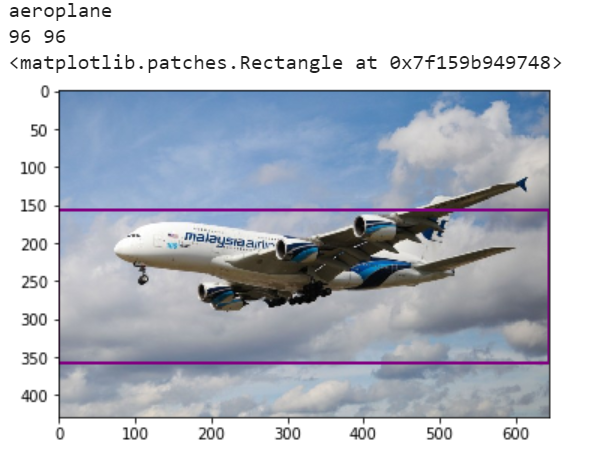 aeroplane
96 96
<matplotlib.patches.Rectangle at 0x7f159b949748>
0
50
100
150
malaysia airlin
200
250
300
350
400
0 100 200 300 400 500 600